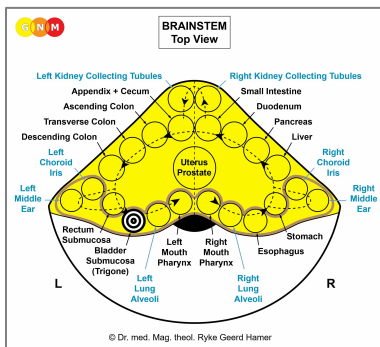 GNM
BRAINSTEM
Top View
Left Kidney Collecting Tubules
Right Kidney Collecting Tubules
Appendix + Cecum
Small Intestine
Ascending Colon
Duodenum
Transverse Colon
Pancreas
Descending Colon
Liver
Left
Choroid
Iris
Right
Choroid
Iris
Uterus
Prostate
Left
Middle
Ear
Right
Middle
Ear
Rectum
Submucosa
Bladder
Submucosa
(Trigone)
Left
Mouth
Pharynx
Right
Mouth
Pharynx
Stomach
Esophagus
Left
Lung
Alveoli
Right
Lung
Alveoli
L
R
© Dr. med. Mag. theol. Ryke Geerd Hamer